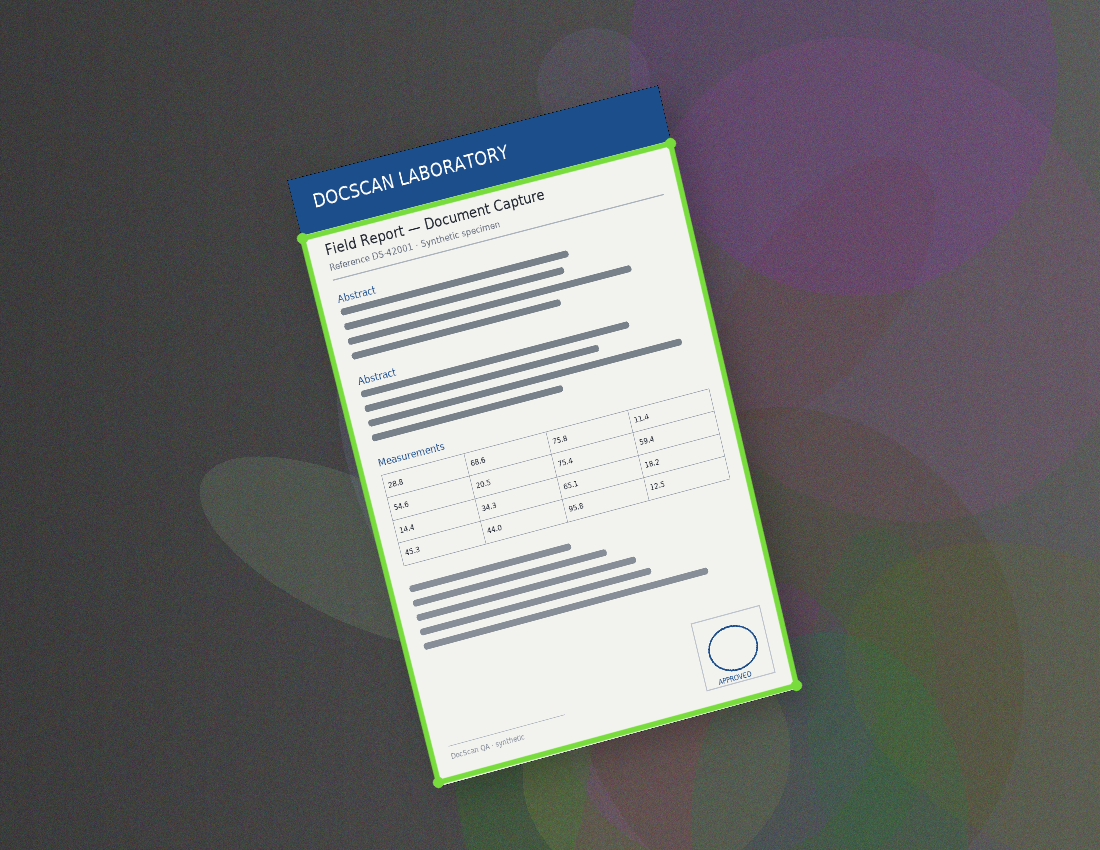 DOCSCAN LABORATORY
Field Report — Document Capture
Reference DS-42001 · Synthetic specimen
Abstract
Abstract
Measurements
28.8 68.6 75.8 11.4
54.6 20.5 75.4 59.4
14.4 34.3 65.1 18.2
45.3 44.0 95.8 12.5
APPROVED
DocScan QA · synthetic